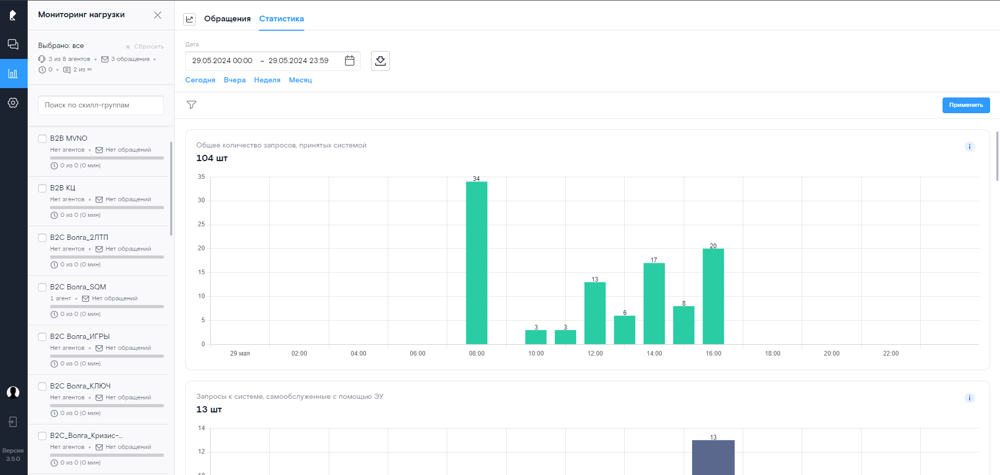 Мониторинг нагрузки
Выбрано: все
Сбросить
3 из 8 агентов • 3 обращения •
0 • 2 из ∞
Поиск по скилл-группам
B2B MVNO
Нет агентов • Нет обращений
0 из 0 (0 мин)
B2B КЦ
Нет агентов • Нет обращений
0 из 0 (0 мин)
B2C Волга_2ЛТП
Нет агентов • Нет обращений
0 из 0 (0 мин)
B2C Волга_SQM
1 агент • Нет обращений
0 из 0 (0 мин)
B2C Волга_ИГРЫ
Нет агентов • Нет обращений
0 из 0 (0 мин)
B2C Волга_КЛЮЧ
Нет агентов • Нет обращений
0 из 0 (0 мин)
B2C_Волга_Кризис-...
Нет агентов • Нет обращений
0 из 0 (0 мин)
Версия
3.5.0
Обращения Статистика
Дата
29.05.2024 00:00 – 29.05.2024 23:59
Сегодня Вчера Неделя Месяц
Применить
Общее количество запросов, принятых системой
104 шт
35
30
25
20
15
10
5
0
34
3
3
13
6
17
8
20
29 мая 02:00 04:00 06:00 08:00 10:00 12:00 14:00 16:00 18:00 20:00 22:00
Запросы к системе, самообслуженные с помощью ЭУ
13 шт
14
12
10
13